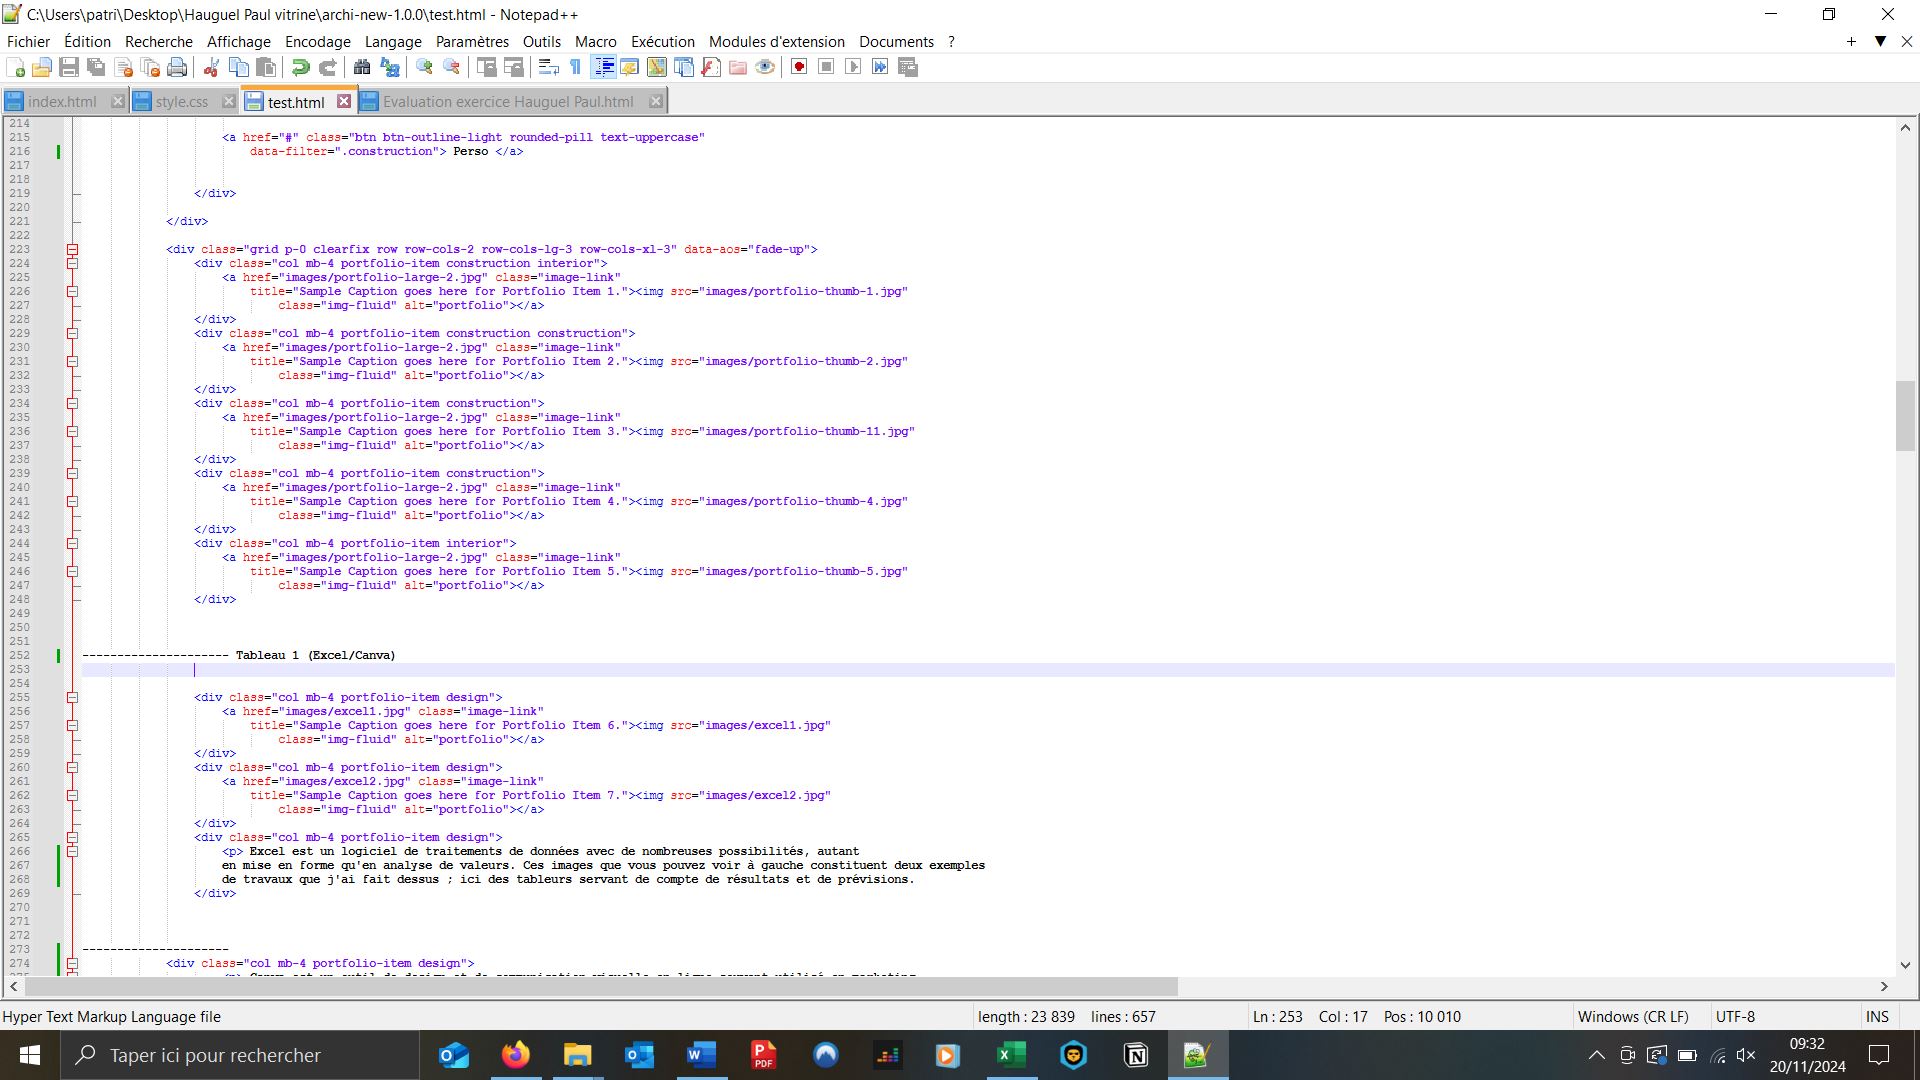 C:\Users\patri\Desktop\Hauguel Paul vitrine\archi-new-1.0.0\test.html - Notepad++
Fichier Édition Recherche Affichage Encodage Langage Paramètres Outils Macro Exécution Modules d'extension Documents ?
index.html style.css test.html Evaluation exercice Hauguel Paul.html
214
215 <a href="#" class="btn btn-outline-light rounded-pill text-uppercase"
216 data-filter=".construction"> Perso </a>
217
218
219 </div>
220
221 </div>
222
223 <div class="grid p-0 clearfix row row-cols-2 row-cols-lg-3 row-cols-xl-3" data-aos="fade-up">
224 <div class="col mb-4 portfolio-item construction interior">
225 <a href="images/portfolio-large-2.jpg" class="image-link"
226 title="Sample Caption goes here for Portfolio Item 1."><img src="images/portfolio-thumb-1.jpg"
227 class="img-fluid" alt="portfolio"></a>
228 </div>
229 <div class="col mb-4 portfolio-item construction construction">
230 <a href="images/portfolio-large-2.jpg" class="image-link"
231 title="Sample Caption goes here for Portfolio Item 2."><img src="images/portfolio-thumb-2.jpg"
232 class="img-fluid" alt="portfolio"></a>
233 </div>
234 <div class="col mb-4 portfolio-item construction">
235 <a href="images/portfolio-large-2.jpg" class="image-link"
236 title="Sample Caption goes here for Portfolio Item 3."><img src="images/portfolio-thumb-11.jpg"
237 class="img-fluid" alt="portfolio"></a>
238 </div>
239 <div class="col mb-4 portfolio-item construction">
240 <a href="images/portfolio-large-2.jpg" class="image-link"
241 title="Sample Caption goes here for Portfolio Item 4."><img src="images/portfolio-thumb-4.jpg"
242 class="img-fluid" alt="portfolio"></a>
243 </div>
244 <div class="col mb-4 portfolio-item interior">
245 <a href="images/portfolio-large-2.jpg" class="image-link"
246 title="Sample Caption goes here for Portfolio Item 5."><img src="images/portfolio-thumb-5.jpg"
247 class="img-fluid" alt="portfolio"></a>
248 </div>
249
250
251
252 --------------------- Tableau 1 (Excel/Canva)
253
254
255 <div class="col mb-4 portfolio-item design">
256 <a href="images/excel1.jpg" class="image-link"
257 title="Sample Caption goes here for Portfolio Item 6."><img src="images/excel1.jpg"
258 class="img-fluid" alt="portfolio"></a>
259 </div>
260 <div class="col mb-4 portfolio-item design">
261 <a href="images/excel2.jpg" class="image-link"
262 title="Sample Caption goes here for Portfolio Item 7."><img src="images/excel2.jpg"
263 class="img-fluid" alt="portfolio"></a>
264 </div>
265 <div class="col mb-4 portfolio-item design">
266 <p> Excel est un logiciel de traitements de données avec de nombreuses possibilités, autant
267 en mise en forme qu'en analyse de valeurs. Ces images que vous pouvez voir à gauche constituent deux exemples
268 de travaux que j'ai fait dessus ; ici des tableurs servant de compte de résultats et de prévisions.
269 </div>
270
271
272
273 ---------------------
274 <div class="col mb-4 portfolio-item design">
Hyper Text Markup Language file length : 23 839 lines : 657 Ln : 253 Col : 17 Pos : 10 010 Windows (CR LF) UTF-8 INS
Taper ici pour rechercher
PDF
09:32
20/11/2024